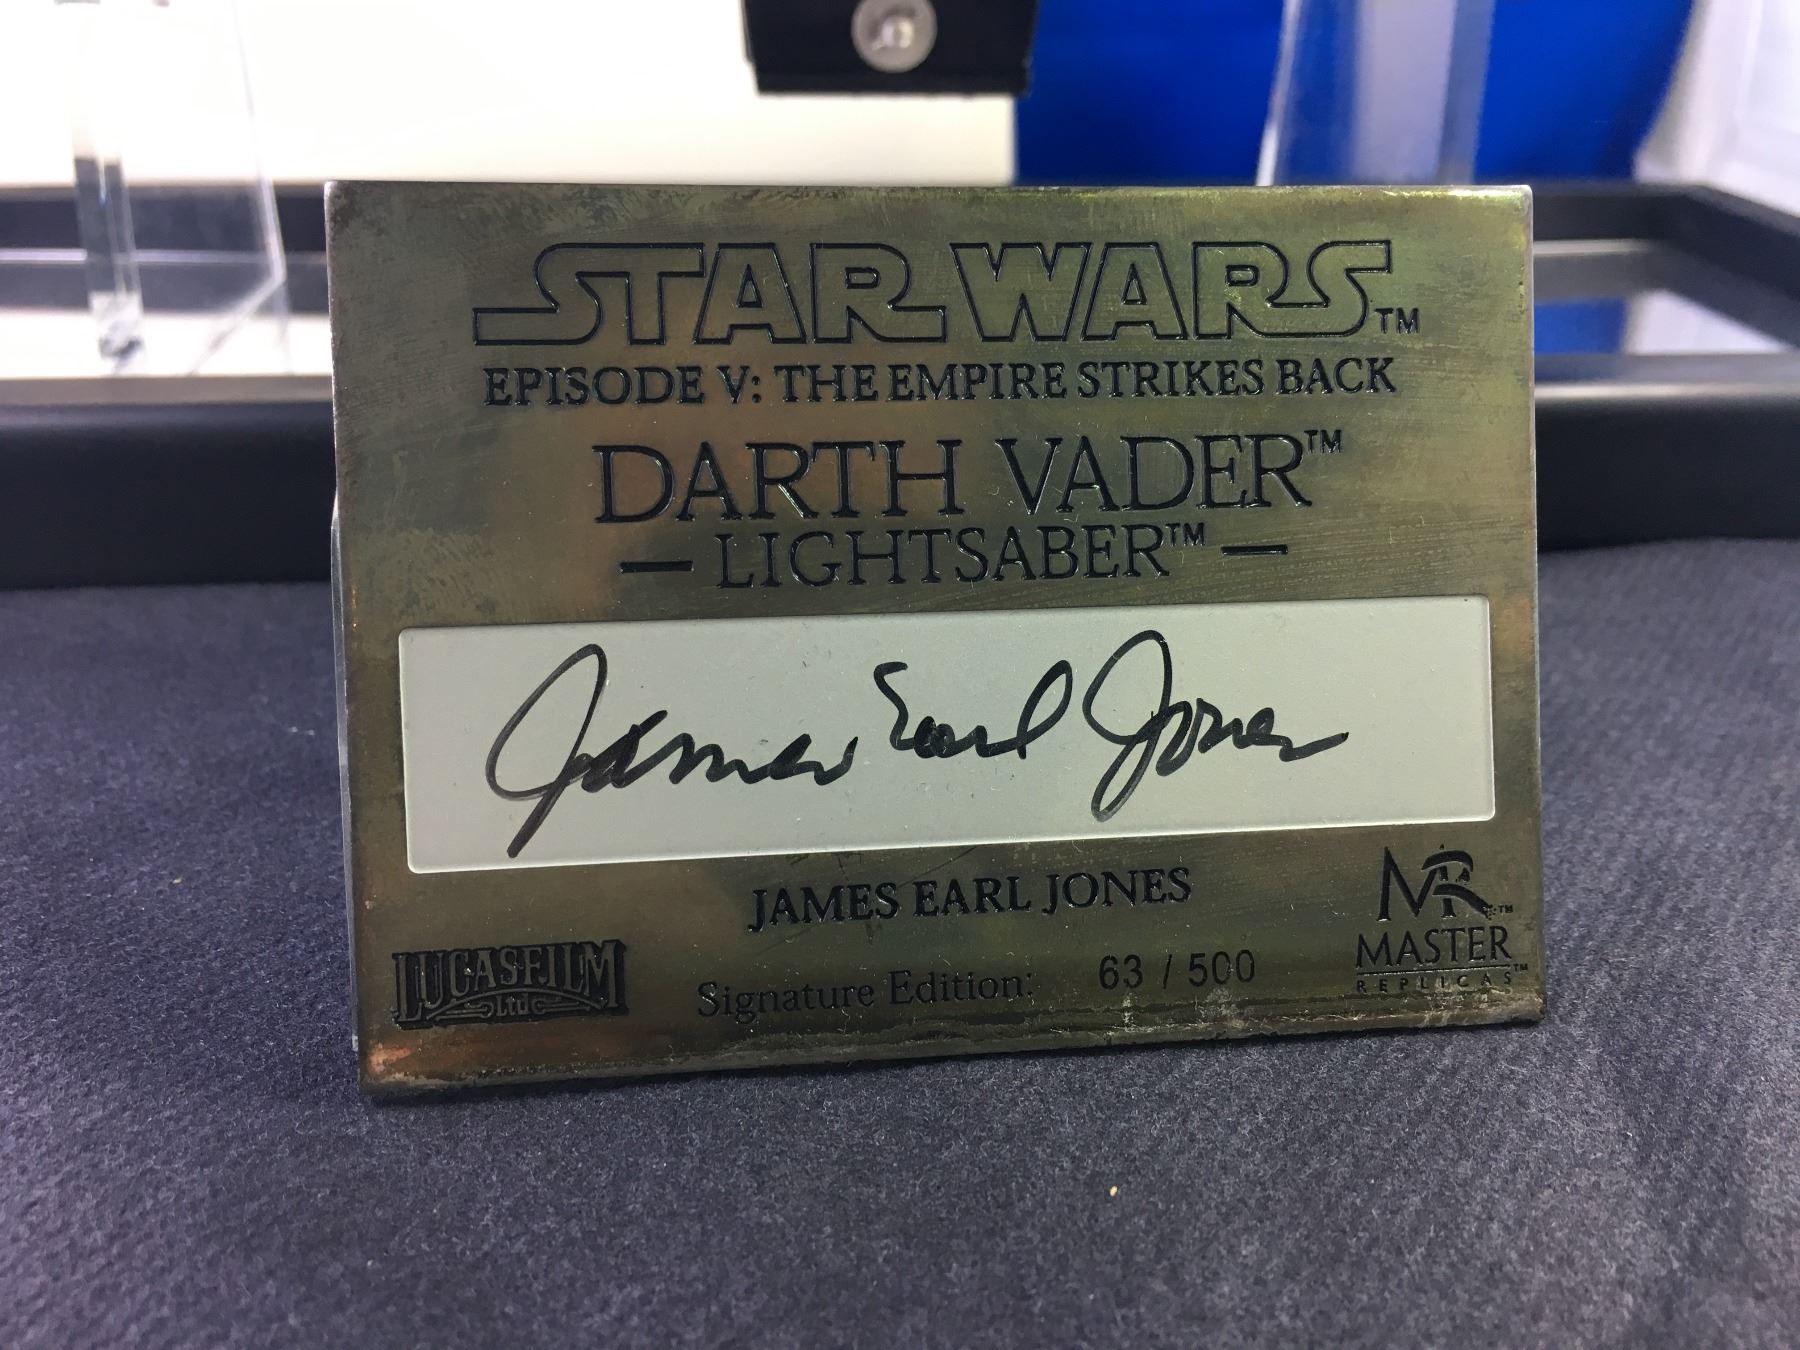 STAR WARS™
EPISODE V: THE EMPIRE STRIKES BACK
DARTH VADER™
— LIGHTSABER™ —
James Earl Jones
JAMES EARL JONES
LUCASFILM
Ltd
Signature Edition: 63 / 500
MR™
MASTER
REPLICAS™